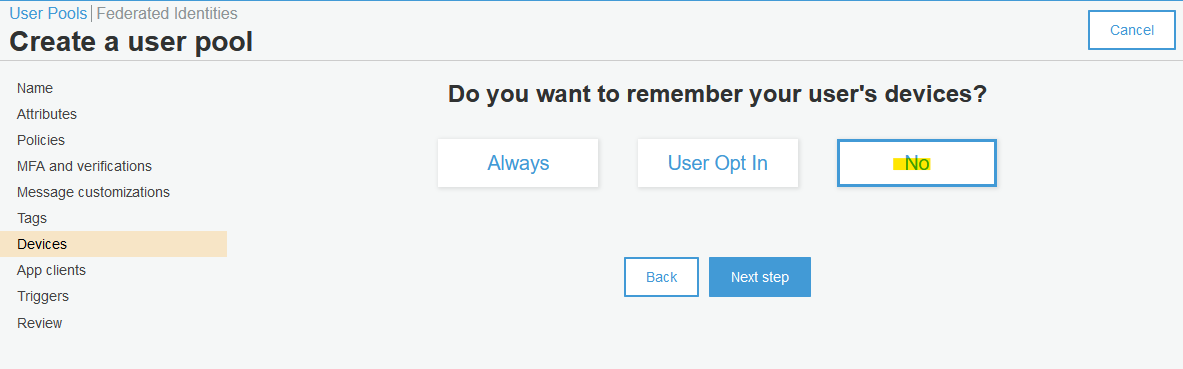 User Pools | Federated Identities
Create a user pool
Cancel
Name
Attributes
Policies
MFA and verifications
Message customizations
Tags
Devices
App clients
Triggers
Review
Do you want to remember your user's devices?
Always User Opt In No
Back Next step